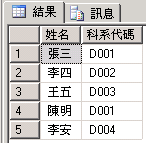 結果 訊息
姓名 科系代碼
1 張三 D001
2 李四 D002
3 王五 D003
4 陳明 D001
5 李安 D004